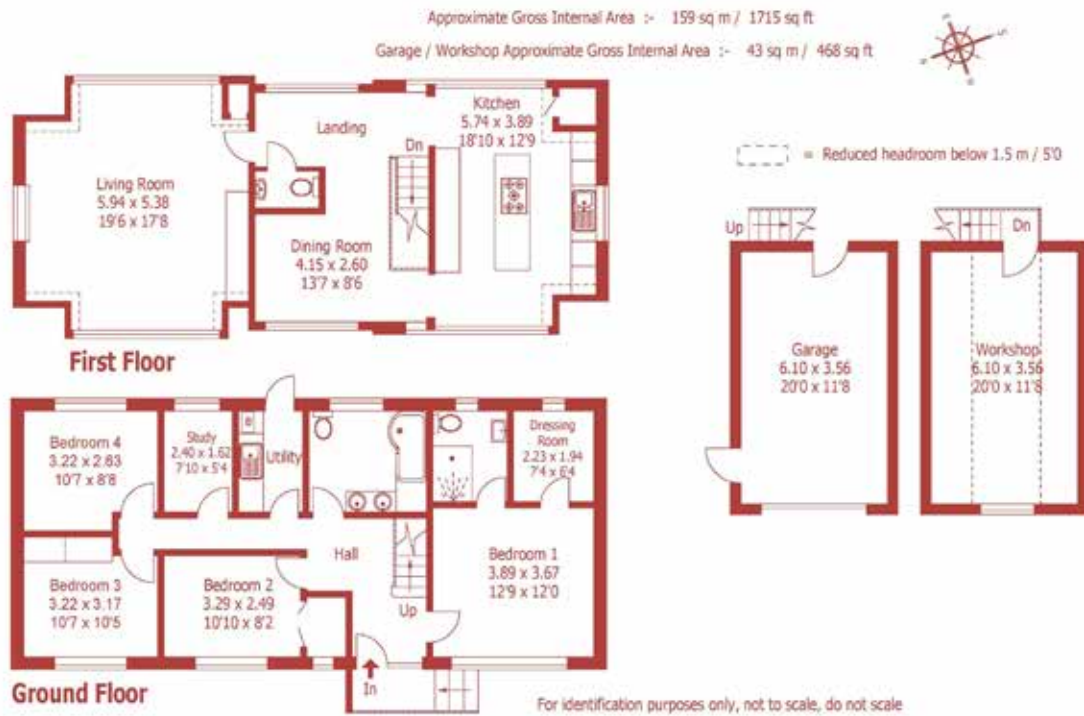 Approximate Gross Internal Area :- 159 sq m / 1715 sq ft
Garage / Workshop Approximate Gross Internal Area :- 43 sq m / 468 sq ft
= Reduced headroom below 1.5 m / 5'0
Living Room
5.94 x 5.38
19'6 x 17'8
Landing
Dn
Dining Room
4.15 x 2.60
13'7 x 8'6
Kitchen
5.74 x 3.89
18'10 x 12'9
First Floor
Up
Garage
6.10 x 3.56
20'0 x 11'8
Dn
Workshop
6.10 x 3.56
20'0 x 11'8
Bedroom 4
3.22 x 2.63
10'7 x 8'8
Study
2.40 x 1.62
7'10 x 5'4
Utility
Dressing
Room
2.23 x 1.94
7'4 x 6'4
Bedroom 3
3.22 x 3.17
10'7 x 10'5
Bedroom 2
3.29 x 2.49
10'10 x 8'2
Hall
Up
Bedroom 1
3.89 x 3.67
12'9 x 12'0
In
Ground Floor
For identification purposes only, not to scale, do not scale